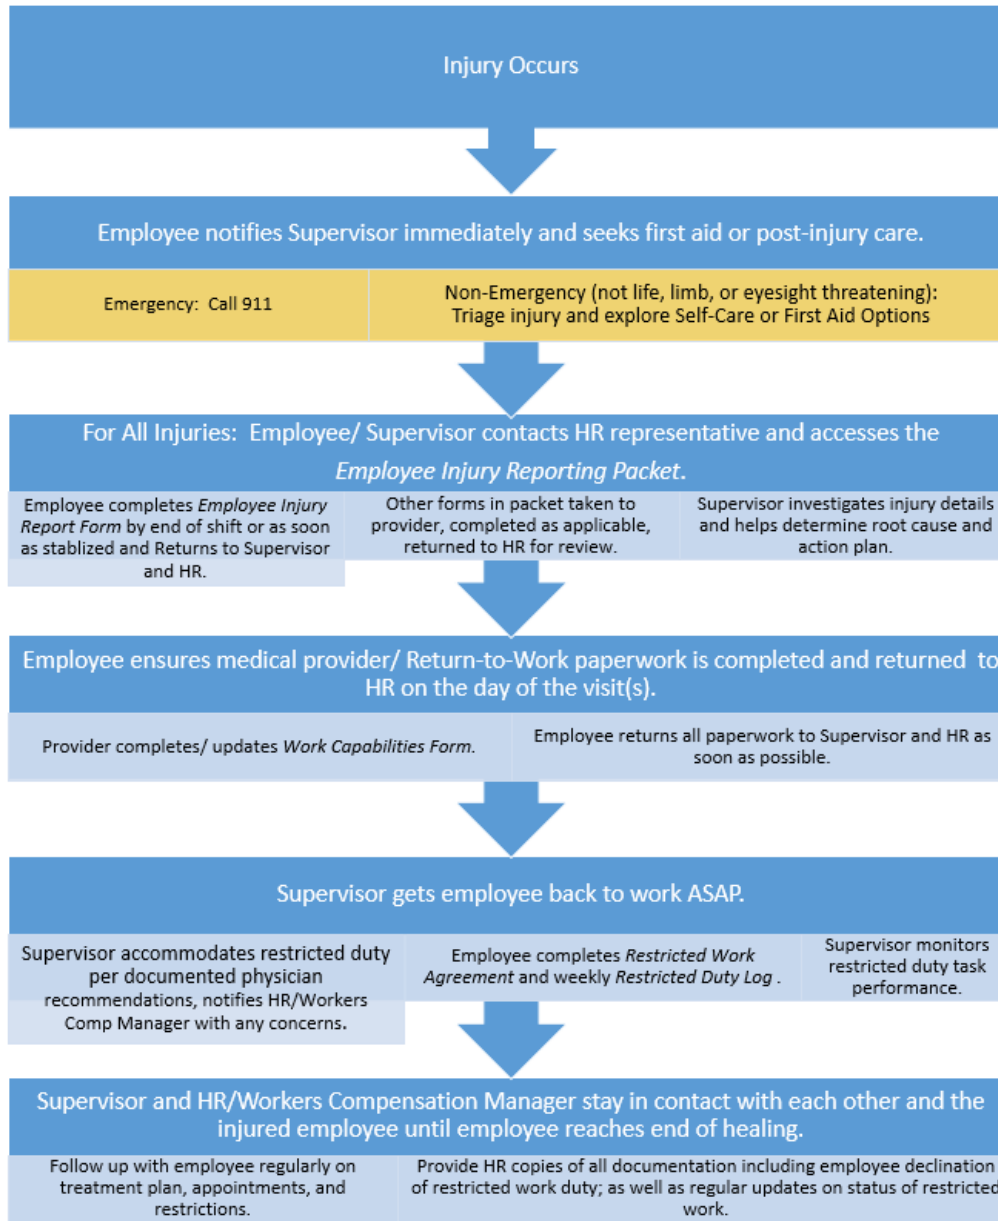 Injury Occurs
Employee notifies Supervisor immediately and seeks first aid or post-injury care.
Emergency:  Call 911
Non-Emergency (not life, limb, or eyesight threatening):
Triage injury and explore Self-Care or First Aid Options
For All Injuries:  Employee/ Supervisor contacts HR representative and accesses the
Employee Injury Reporting Packet.
Employee completes Employee Injury
Report Form by end of shift or as soon
as stablized and Returns to Supervisor
and HR.
Other forms in packet taken to
provider, completed as applicable,
returned to HR for review.
Supervisor investigates injury details
and helps determine root cause and
action plan.
Employee ensures medical provider/ Return-to-Work paperwork is completed and returned  to
HR on the day of the visit(s).
Provider completes/ updates Work Capabilities Form.
Employee returns all paperwork to Supervisor and HR as
soon as possible.
Supervisor gets employee back to work ASAP.
Supervisor accommodates restricted duty
per documented physician
recommendations, notifies HR/Workers
Comp Manager with any concerns.
Employee completes Restricted Work
Agreement and weekly Restricted Duty Log .
Supervisor monitors
restricted duty task
performance.
Supervisor and HR/Workers Compensation Manager stay in contact with each other and the
injured employee until employee reaches end of healing.
Follow up with employee regularly on
treatment plan, appointments, and
restrictions.
Provide HR copies of all documentation including employee declination
of restricted work duty; as well as regular updates on status of restricted
work.